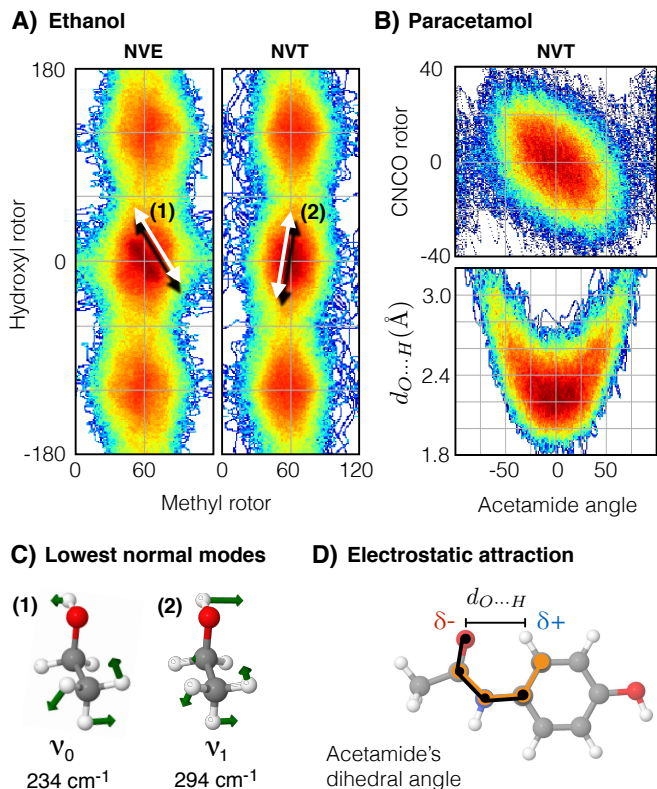 A) Ethanol
NVE
NVT
Hydroxyl rotor
180
0
-180
(1)
(2)
0
60
60
120
Methyl rotor
B) Paracetamol
NVT
CNCO rotor
40
0
-40
d_{O...H}(Å)
3.0
2.4
1.8
-50
0
50
Acetamide angle
C) Lowest normal modes
(1)
(2)
ν₀
ν₁
234 cm⁻¹
294 cm⁻¹
D) Electrostatic attraction
d_{O...H}
δ-
δ+
Acetamide's
dihedral angle